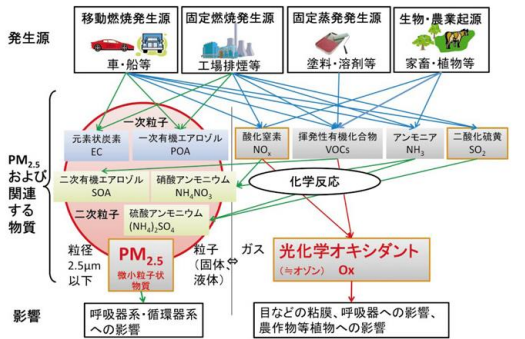 発生源
移動燃焼発生源
車・船等
固定燃焼発生源
工場排煙等
固定蒸発発生源
塗料・溶剤等
生物・農業起源
家畜・植物等
PM2.5
および
関連
する
物質
一次粒子
元素状炭素
EC
一次有機エアロゾル
POA
酸化窒素
NOx
揮発性有機化合物
VOCs
アンモニア
NH3
二酸化硫黄
SO2
二次有機エアロゾル
SOA
硝酸アンモニウム
NH4NO3
化学反応
二次粒子
硫酸アンモニウム
(NH4)2SO4
粒径
2.5μm
以下
PM2.5
微小粒子状
物質
粒子
(固体、
液体)
⇔
ガス
光化学オキシダント
(≒オゾン) Ox
影響
呼吸器系・循環器系
への影響
目などの粘膜、呼吸器への影響、
農作物等植物への影響